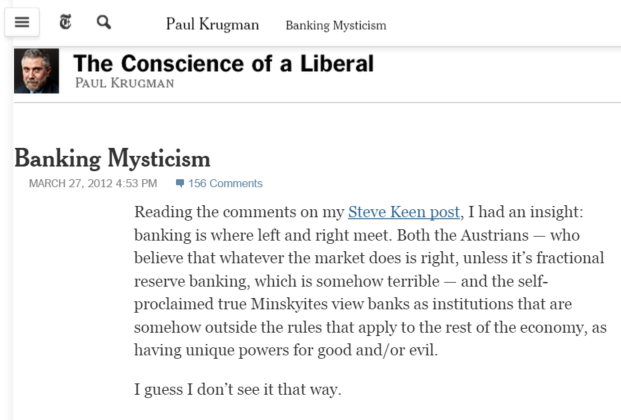 Paul Krugman Banking Mysticism
The Conscience of a Liberal
PAUL KRUGMAN
Banking Mysticism
MARCH 27, 2012 4:53 PM 156 Comments
Reading the comments on my Steve Keen post, I had an insight:
banking is where left and right meet. Both the Austrians — who
believe that whatever the market does is right, unless it's fractional
reserve banking, which is somehow terrible — and the self-
proclaimed true Minskyites view banks as institutions that are
somehow outside the rules that apply to the rest of the economy, as
having unique powers for good and/or evil.
I guess I don't see it that way.